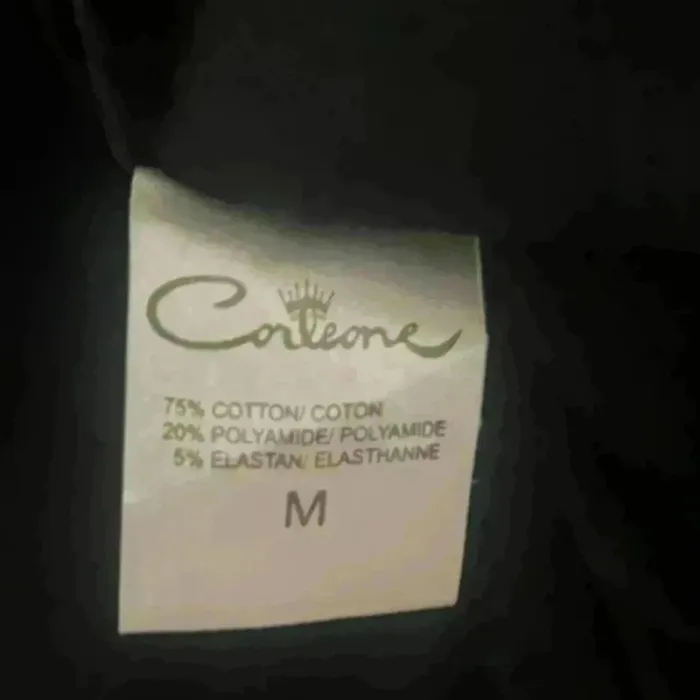 Corleone
75% COTTON/ COTON
20% POLYAMIDE/ POLYAMIDE
5% ELASTAN/ ELASTHANNE
M